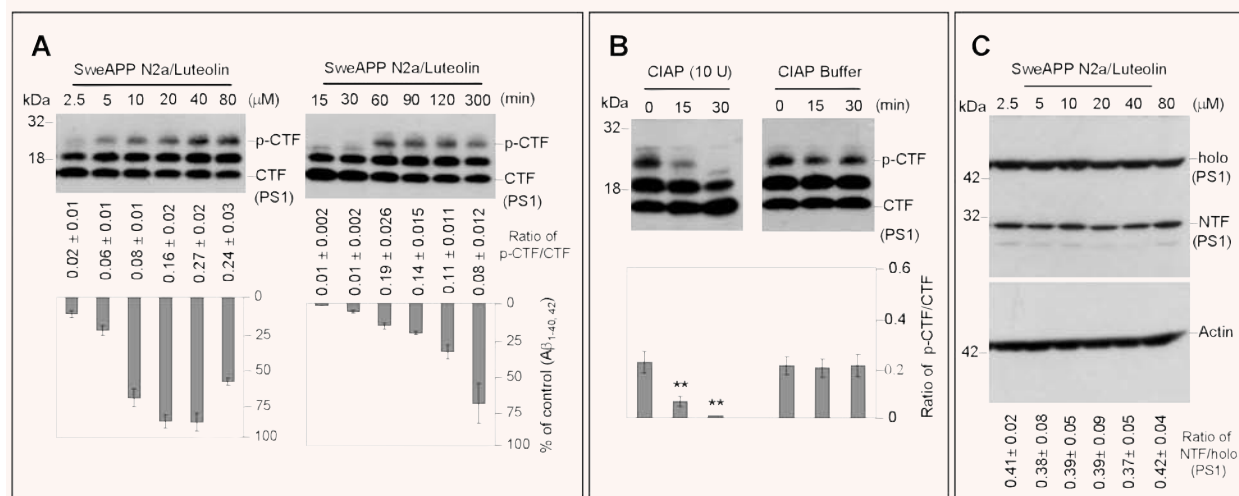 A
SweAPP N2a/Luteolin
kDa 2.5 5 10 20 40 80 (μM)
32
18
p-CTF
CTF
(PS1)
0.02 ± 0.01
0.06 ± 0.01
0.08 ± 0.01
0.16 ± 0.02
0.27 ± 0.02
0.24 ± 0.03
0
25
50
75
100
SweAPP N2a/Luteolin
15 30 60 90 120 300 (min)
p-CTF
CTF
(PS1)
0.01 ± 0.002
0.01 ± 0.002
0.19 ± 0.026
0.14 ± 0.015
0.11 ± 0.011
0.08 ± 0.012
Ratio of
p-CTF/CTF
0
25
50
75
100
% of control (Aβ1-40, 42)
B
CIAP (10 U) CIAP Buffer
kDa 0 15 30 0 15 30 (min)
32
18
p-CTF
CTF
(PS1)
** **
0.6
0.4
0.2
0
Ratio of p-CTF/CTF
C
SweAPP N2a/Luteolin
kDa 2.5 5 10 20 40 80 (μM)
42
32
holo
(PS1)
NTF
(PS1)
42
Actin
0.41± 0.02
0.38± 0.08
0.39± 0.05
0.39± 0.09
0.37± 0.05
0.42± 0.04
Ratio of
NTF/holo
(PS1)